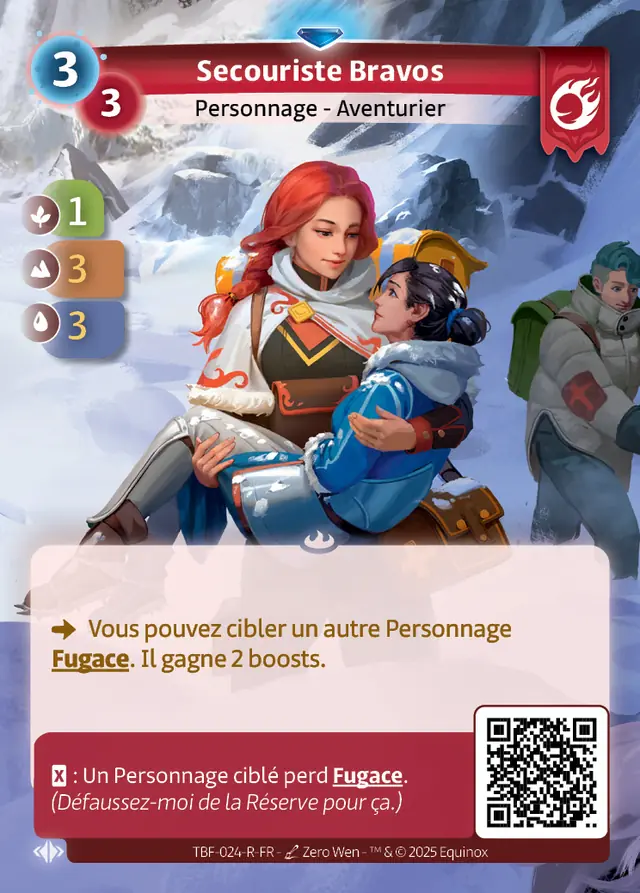 3
Secouriste Bravos
3
Personnage - Aventurier
1
3
3
Vous pouvez cibler un autre Personnage
Fugace. Il gagne 2 boosts.
X : Un Personnage ciblé perd Fugace.
(Défaussez-moi de la Réserve pour ça.)
TBF-024-R-FR - Zero Wen - ™ & © 2025 Equinox